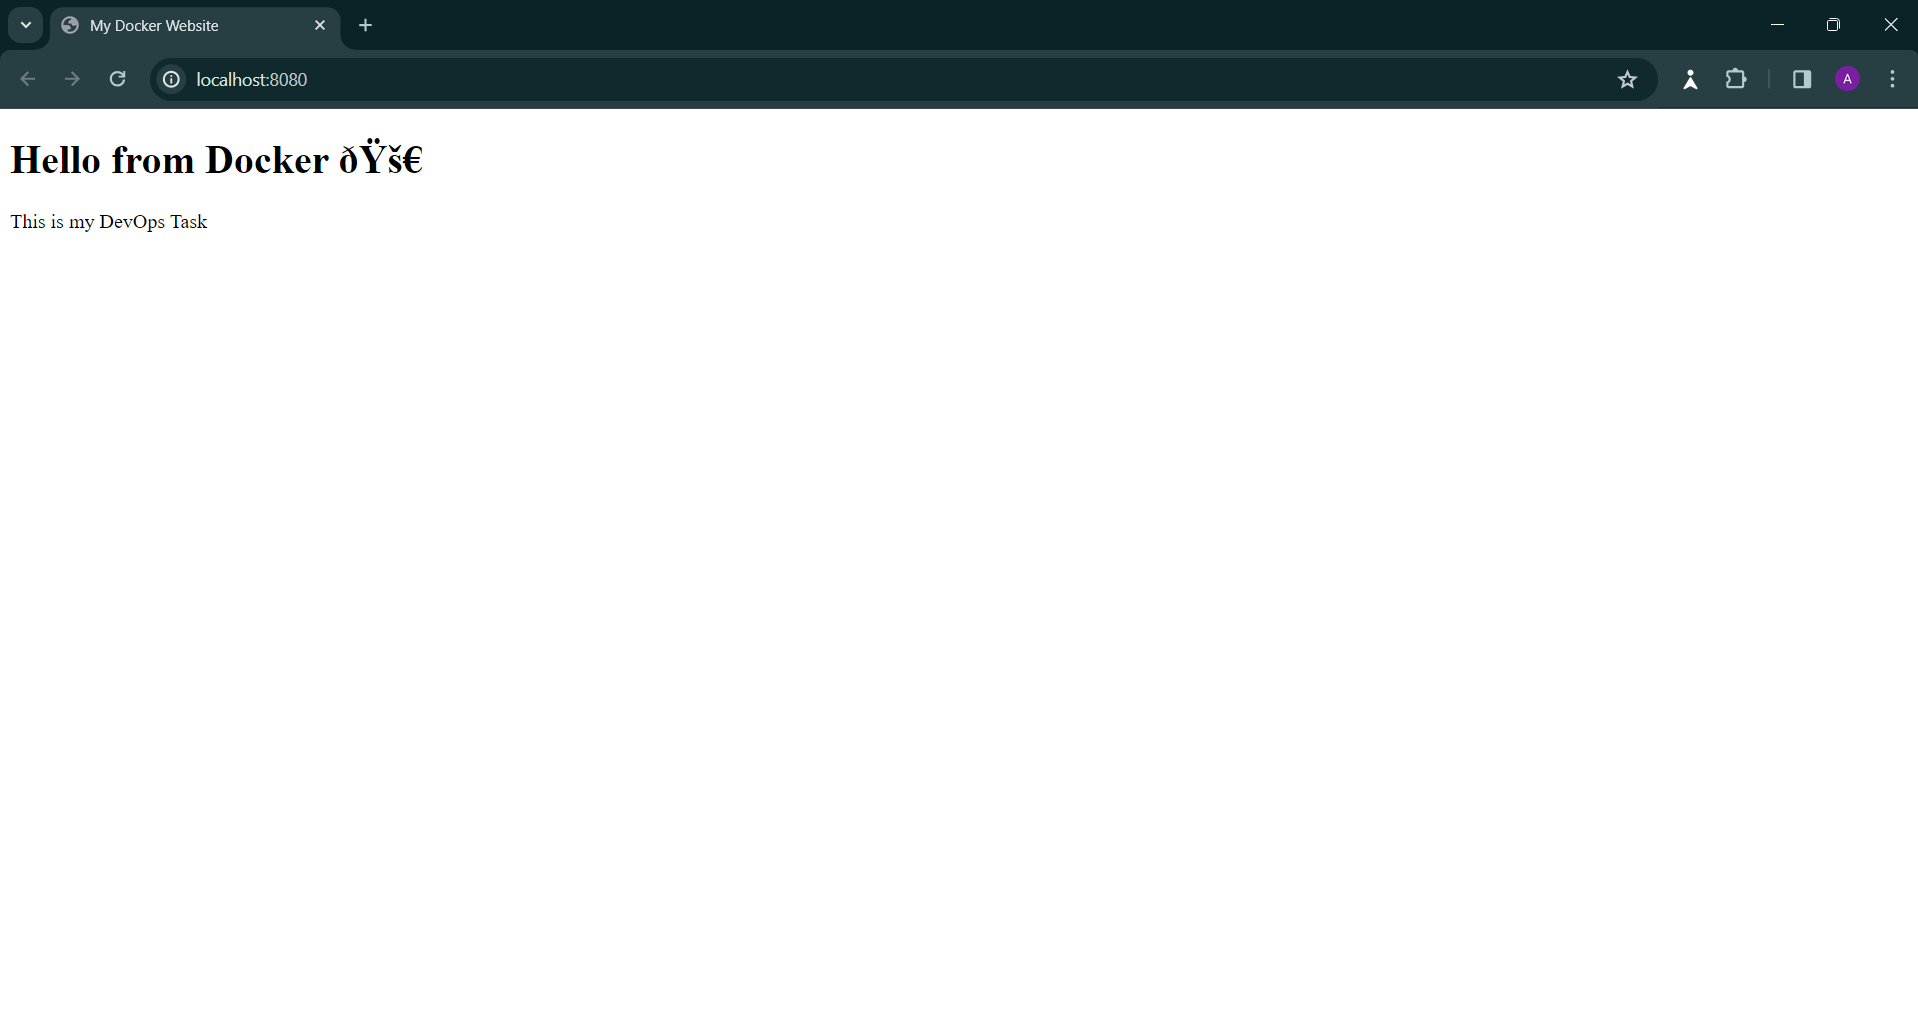 My Docker Website
localhost:8080
A
Hello from Docker ðŸš€
This is my DevOps Task